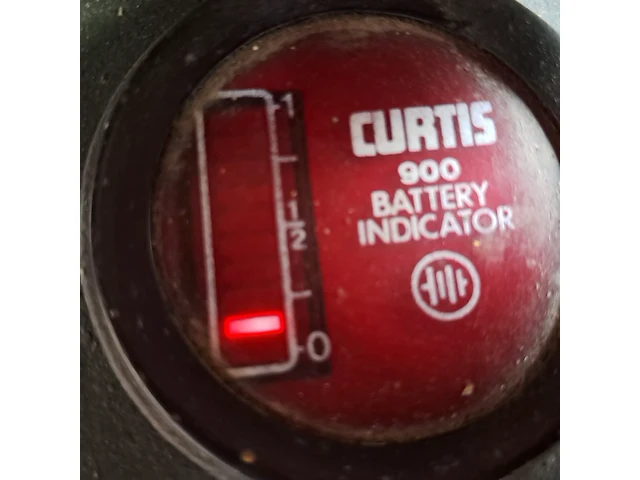 1
1
2
0
CURTIS
900
BATTERY
INDICATOR